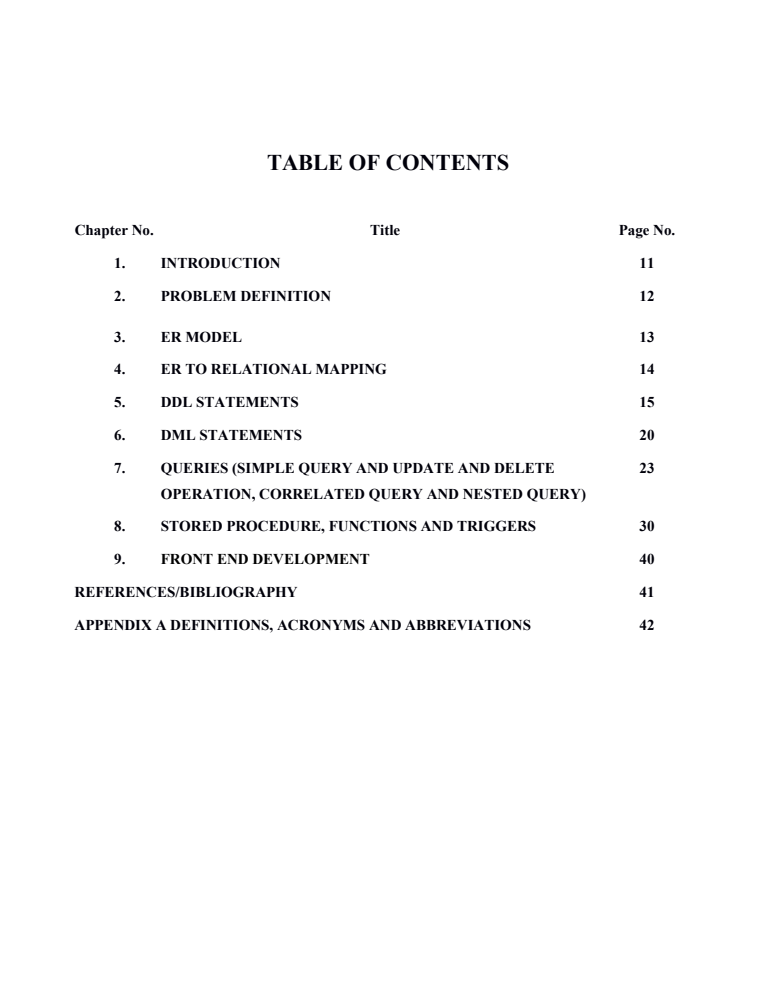 TABLE OF CONTENTS
Chapter No. Title Page No.
1. INTRODUCTION 11
2. PROBLEM DEFINITION 12
3. ER MODEL 13
4. ER TO RELATIONAL MAPPING 14
5. DDL STATEMENTS 15
6. DML STATEMENTS 20
7. QUERIES (SIMPLE QUERY AND UPDATE AND DELETE 23
OPERATION, CORRELATED QUERY AND NESTED QUERY)
8. STORED PROCEDURE, FUNCTIONS AND TRIGGERS 30
9. FRONT END DEVELOPMENT 40
REFERENCES/BIBLIOGRAPHY 41
APPENDIX A DEFINITIONS, ACRONYMS AND ABBREVIATIONS 42